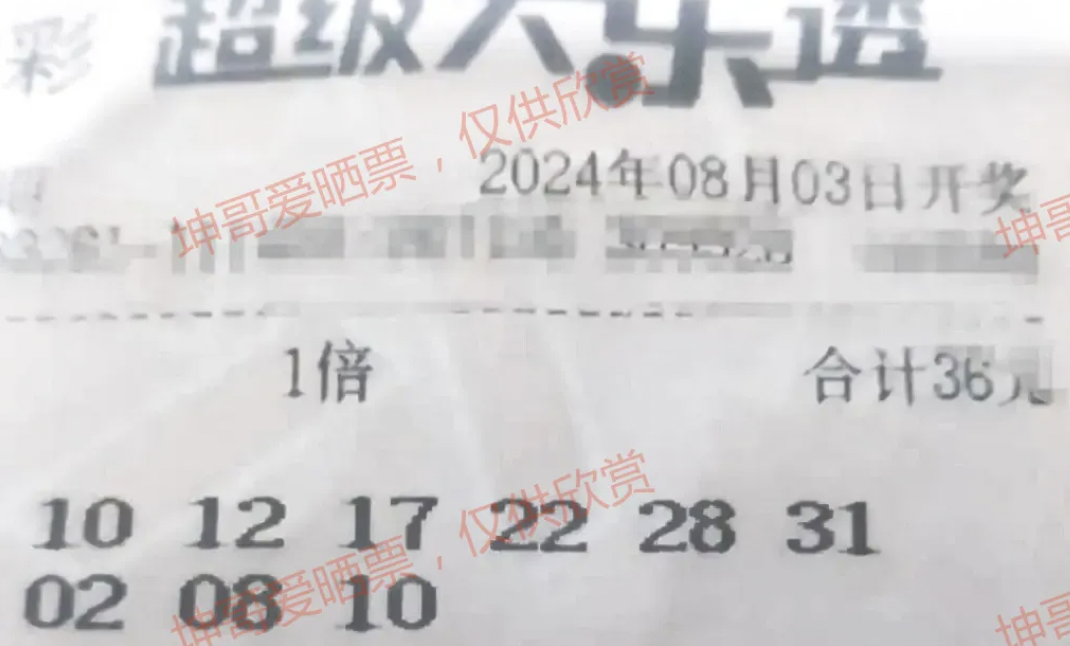 彩 超级大乐透
2024年08月03日开奖
1倍 合计36元
10 12 17 22 28 31
02 08 10
坤哥爱晒票，仅供欣赏
坤哥爱晒票，仅供欣赏
坤
坤哥